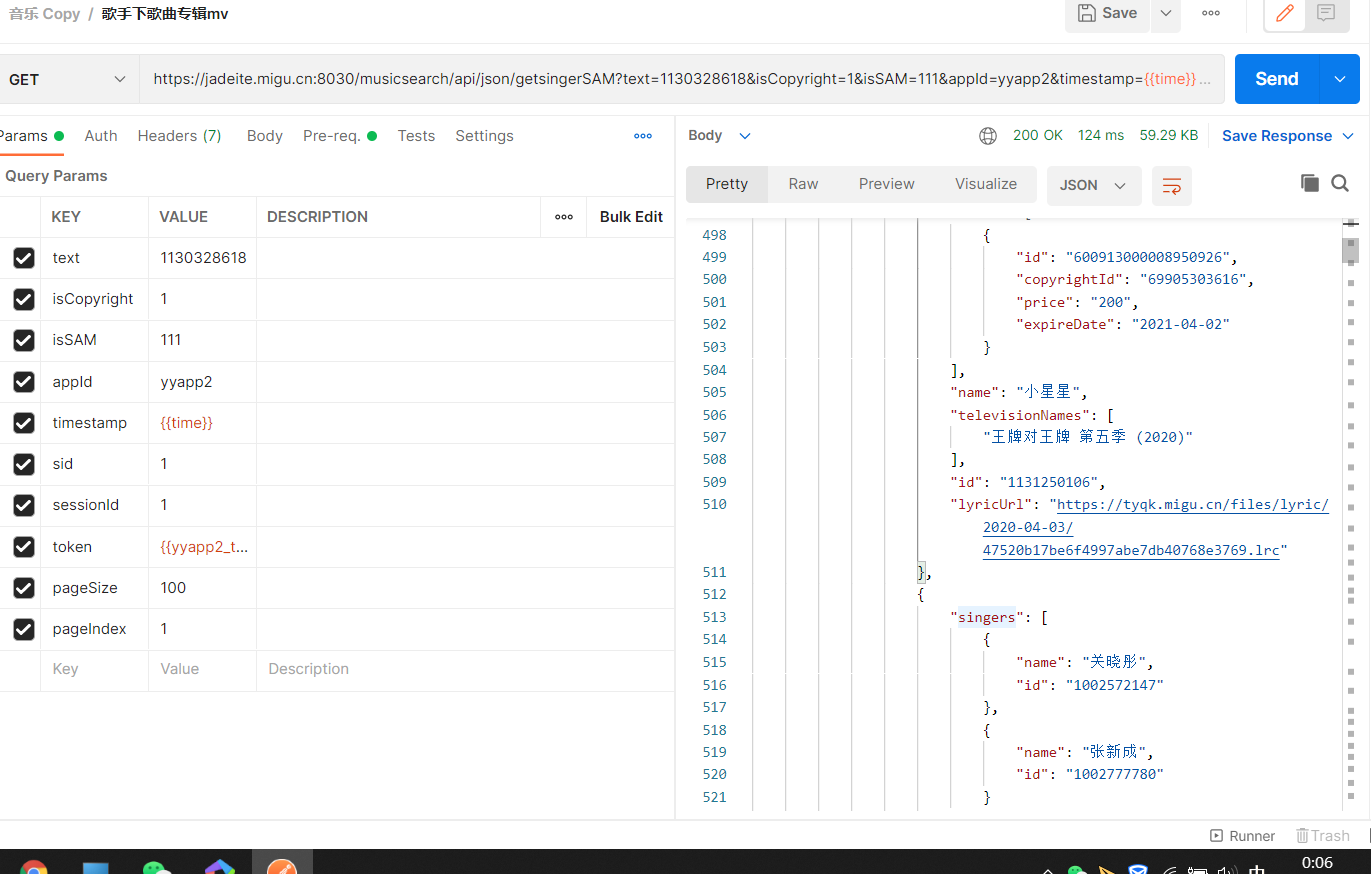 音乐 Copy / 歌手下歌曲专辑mv
Save
GET
https://jadeite.migu.cn:8030/musicsearch/api/json/getsingerSAM?text=1130328618&isCopyright=1&isSAM=111&appId=yyapp2&timestamp={{time}} ...
Send
Params Auth Headers (7) Body Pre-req. Tests Settings
Body
200 OK 124 ms 59.29 KB Save Response
Query Params
Pretty Raw Preview Visualize JSON
KEY VALUE DESCRIPTION Bulk Edit
text 1130328618
isCopyright 1
isSAM 111
appId yyapp2
timestamp {{time}}
sid 1
sessionId 1
token {{yyapp2_t...
pageSize 100
pageIndex 1
Key Value Description
498 {
499 "id": "600913000008950926",
500 "copyrightId": "69905303616",
501 "price": "200",
502 "expireDate": "2021-04-02"
503 }
504 ],
505 "name": "小星星",
506 "televisionNames": [
507 "王牌对王牌 第五季 (2020)"
508 ],
509 "id": "1131250106",
510 "lyricUrl": "https://tyqk.migu.cn/files/lyric/
2020-04-03/
47520b17be6f4997abe7db40768e3769.lrc"
511 },
512 {
513 "singers": [
514 {
515 "name": "关晓彤",
516 "id": "1002572147"
517 },
518 {
519 "name": "张新成",
520 "id": "1002777780"
521 }
Runner Trash
中
0:06